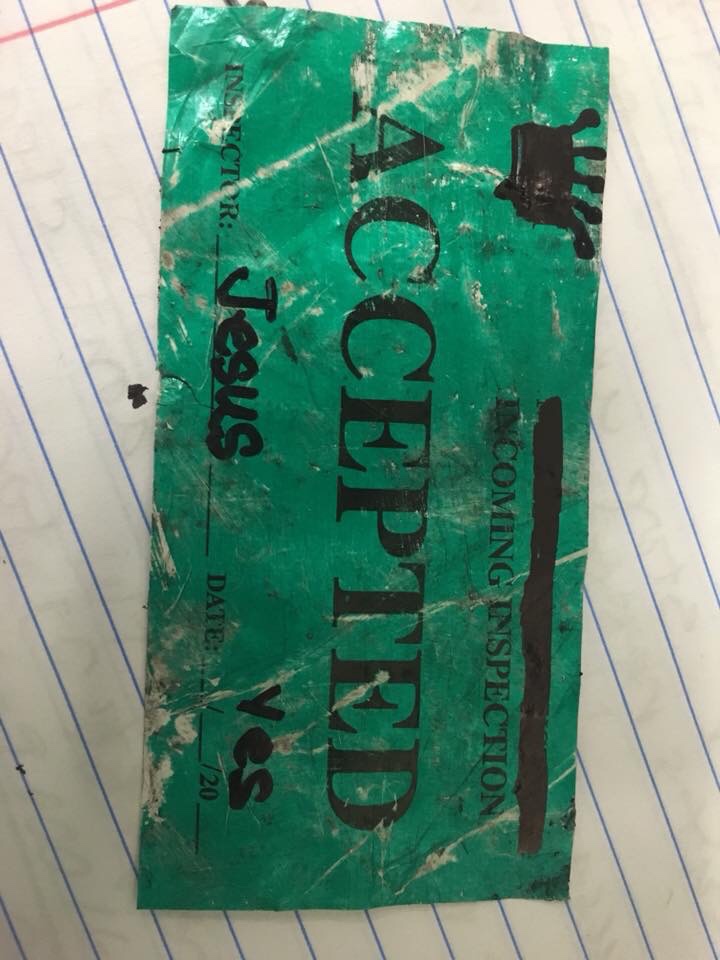 INCOMING INSPECTION
ACCEPTED
INSPECTOR: Jesus DATE: Yes / /20